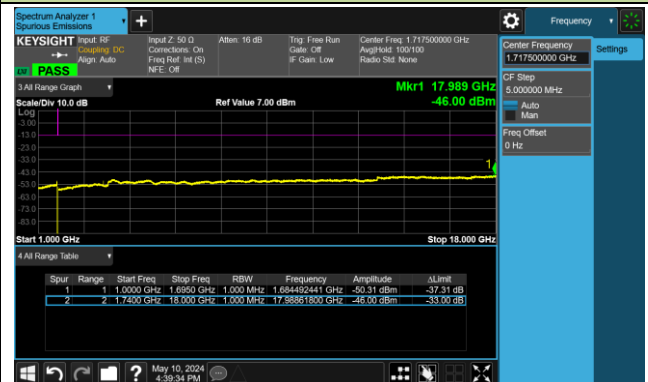 Spectrum Analyzer 1
Spurious Emissions
Frequency
KEYSIGHT Input: RF
Coupling: DC
Align: Auto
Input Z: 50 Ω
Corrections: On
Freq Ref: Int (S)
NFE: Off
Atten: 16 dB
Trig: Free Run
Gate: Off
IF Gain: Low
Center Freq: 1.717500000 GHz
Avg|Hold: 100/100
Radio Std: None
PASS
Center Frequency
1.717500000 GHz
Settings
CF Step
5.000000 MHz
Auto
Man
Freq Offset
0 Hz
3 All Range Graph
Mkr1 17.989 GHz
Scale/Div 10.0 dB
Ref Value 7.00 dBm
-46.00 dBm
Log
-3.00
-13.0
-23.0
-33.0
-43.0
-53.0
-63.0
-73.0
-83.0
1
Start 1.000 GHz
Stop 18.000 GHz
4 All Range Table
Spur Range Start Freq Stop Freq RBW Frequency Amplitude ΔLimit
1 1 1.0000 GHz 1.6950 GHz 1.000 MHz 1.684492441 GHz -50.31 dBm -37.31 dB
2 2 1.7400 GHz 18.000 GHz 1.000 MHz 17.98861800 GHz -46.00 dBm -33.00 dB
?
May 10, 2024
4:39:34 PM